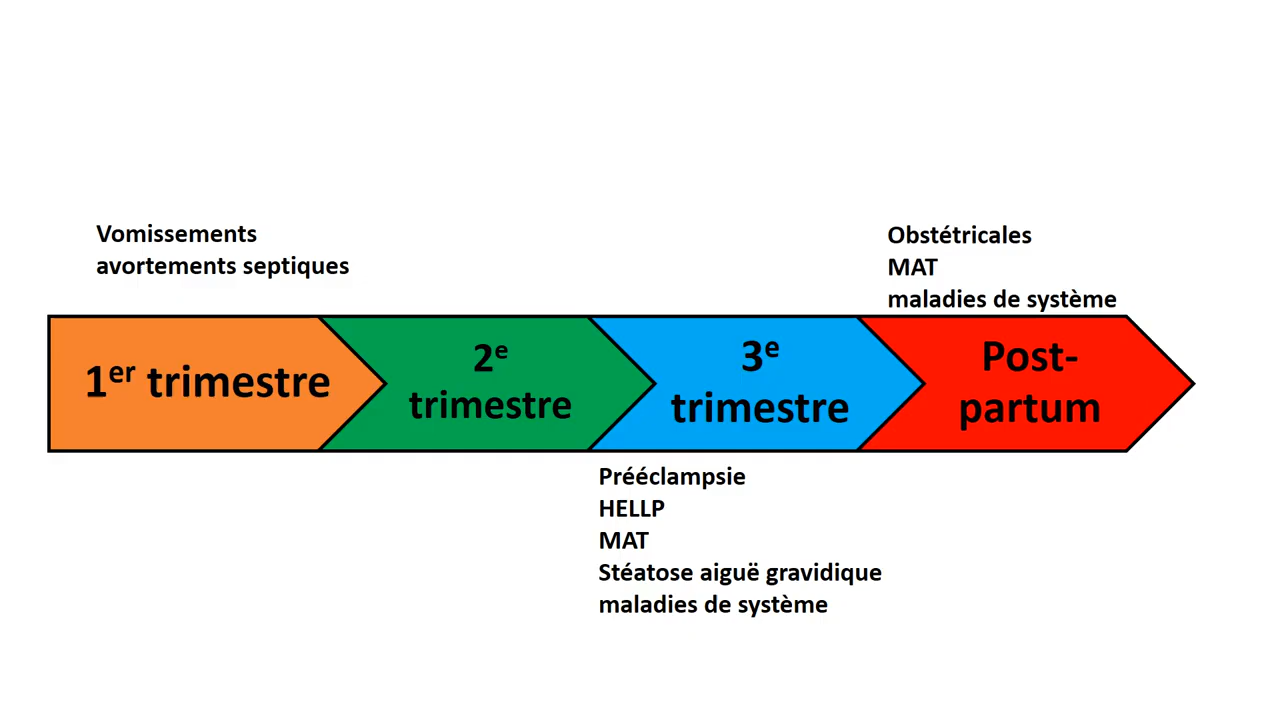 Vomissements
avortements septiques
Obstétricales
MAT
maladies de système
1er trimestre
2e
trimestre
3e
trimestre
Post-
partum
Prééclampsie
HELLP
MAT
Stéatose aiguë gravidique
maladies de système